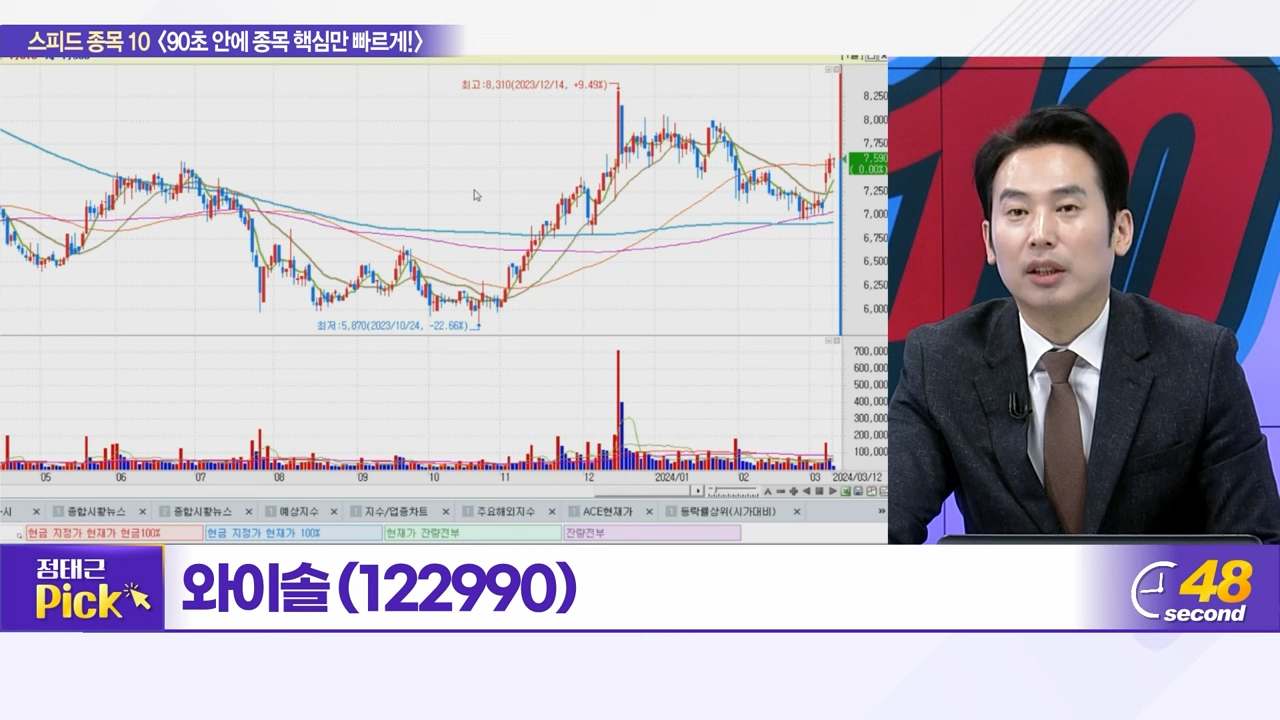 스피드 종목 10 〈90초 안에 종목 핵심만 빠르게!〉
최고:8,310(2023/12/14, +9.49%)
8,250
8,000
7,750
7,590
( 0.00%)
7,250
7,000
6,750
6,500
6,250
6,000
최저:5,870(2023/10/24, -22.66%)
700,000
600,000
500,000
400,000
300,000
200,000
100,000
05 06 07 08 09 10 11 12 2024/01 02 03 2024/03/12
종합시황뉴스 종합시황뉴스 예상지수 지수/업종차트 주요해외지수 ACE현재가 등락률상위(시가대비)
현금 지정가 현재가 현금100% 현금 지정가 현재가 100% 현재가 잔량전부 잔량전부
정태근
Pick
와이솔(122990)
48
second
10